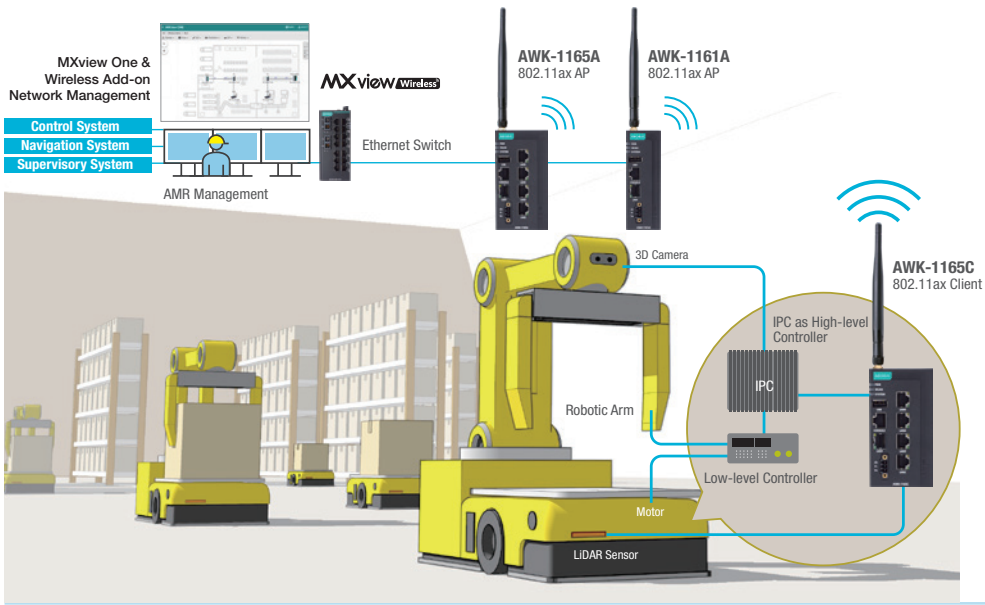 MXview One &
Wireless Add-on
Network Management
MXview Wireless
Control System
Navigation System
Supervisory System
AMR Management
Ethernet Switch
AWK-1165A
802.11ax AP
AWK-1161A
802.11ax AP
3D Camera
AWK-1165C
802.11ax Client
IPC as High-level
Controller
IPC
Robotic Arm
Low-level Controller
Motor
LiDAR Sensor